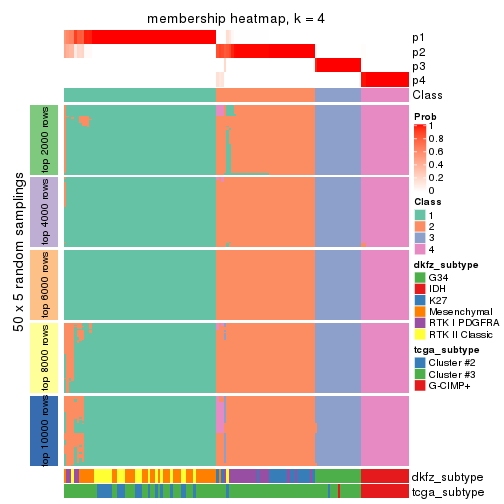 membership heatmap, k = 4
p1
p2
p3
p4
Class
50 x 5 random samplings
top 2000 rows
top 4000 rows
top 6000 rows
top 8000 rows
top 10000 rows
Prob
1
0.8
0.6
0.4
0.2
0
Class
1
2
3
4
dkfz_subtype
G34
IDH
K27
Mesenchymal
RTK I PDGFRA
RTK II Classic
tcga_subtype
Cluster #2
Cluster #3
G-CIMP+
dkfz_subtype
tcga_subtype